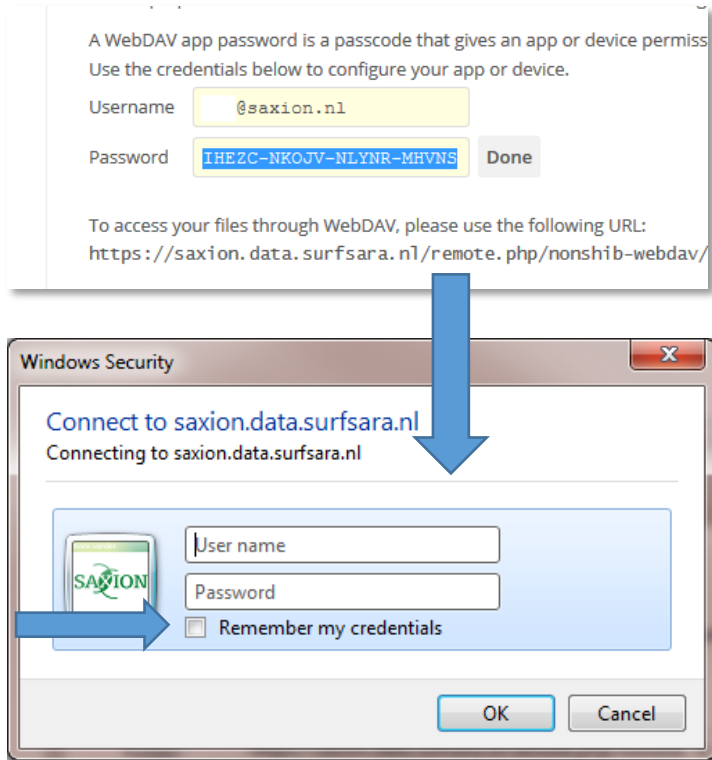 A WebDAV app password is a passcode that gives an app or device permiss
Use the credentials below to configure your app or device.
Username @saxion.nl
Password IHEZC-NKOJV-NLYNR-MHVNS Done
To access your files through WebDAV, please use the following URL:
https://saxion.data.surfsara.nl/remote.php/nonshib-webdav/
Windows Security
Connect to saxion.data.surfsara.nl
Connecting to saxion.data.surfsara.nl
User name
SAXION
Password
Remember my credentials
OK Cancel